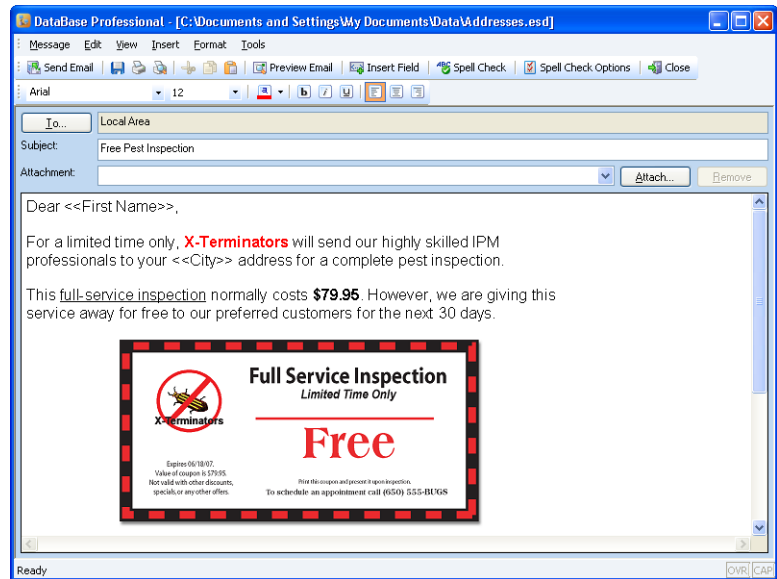 DataBase Professional - [C:\Documents and Settings\My Documents\Data\Addresses.esd]
Message Edit View Insert Format Tools
Send Email Preview Email Insert Field Spell Check Spell Check Options Close
Arial 12 a b i u
To... Local Area
Subject: Free Pest Inspection
Attachment: Attach... Remove
Dear <<First Name>>,
For a limited time only, X-Terminators will send our highly skilled IPM
professionals to your <<City>> address for a complete pest inspection.
This full-service inspection normally costs $79.95. However, we are giving this
service away for free to our preferred customers for the next 30 days.
X-Terminators
Expires 06/18/07.
Value of coupon is $79.95.
Not valid with other discounts,
specials, or any other offers.
Full Service Inspection
Limited Time Only
Free
Print this coupon and present it upon inspection.
To schedule an appointment call (650) 555-BUGS
Ready OVR CAP